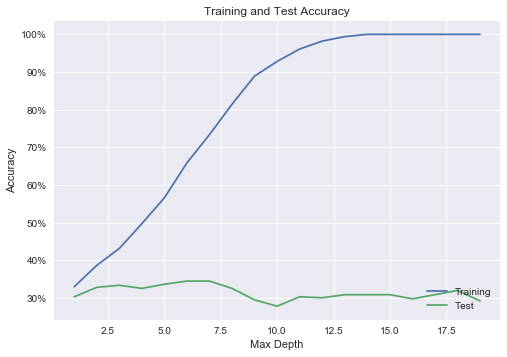 Training and Test Accuracy
100%
90%
80%
70%
60%
50%
40%
30%
Accuracy
Training
Test
2.5 5.0 7.5 10.0 12.5 15.0 17.5
Max Depth